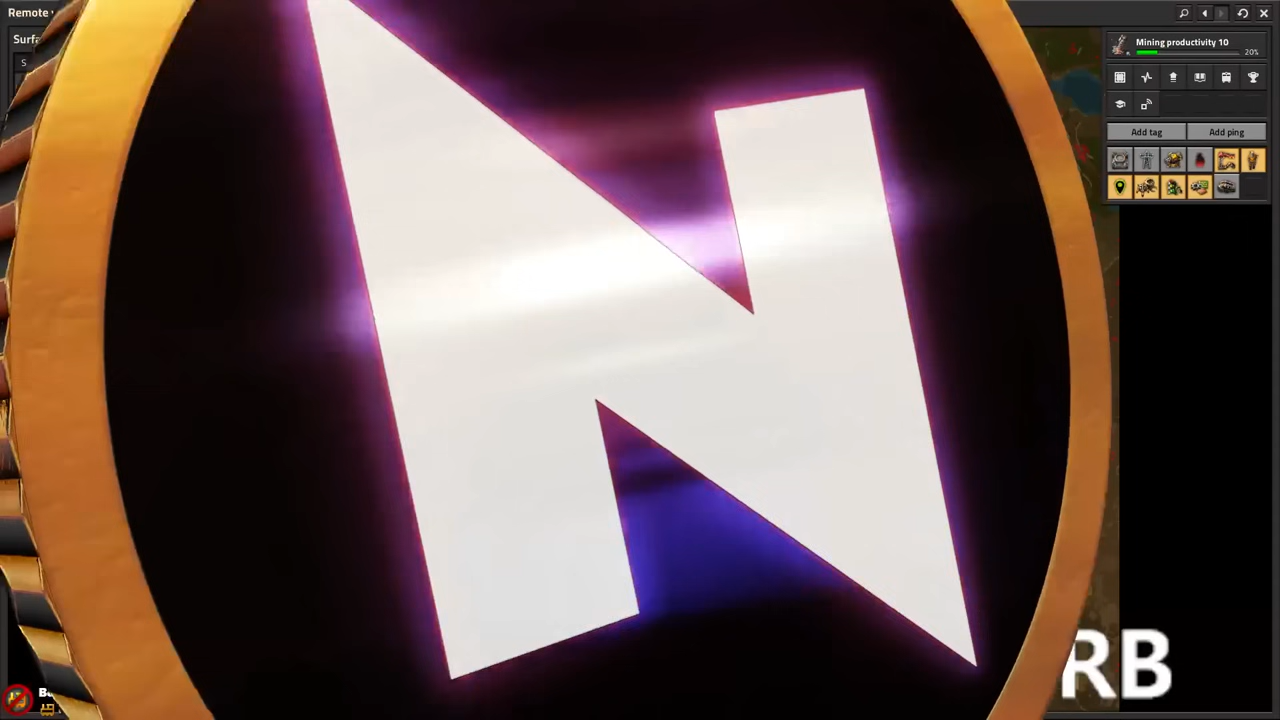 Remote
Surfa
S
Mining productivity 10
20%
Add tag
Add ping
N
RB